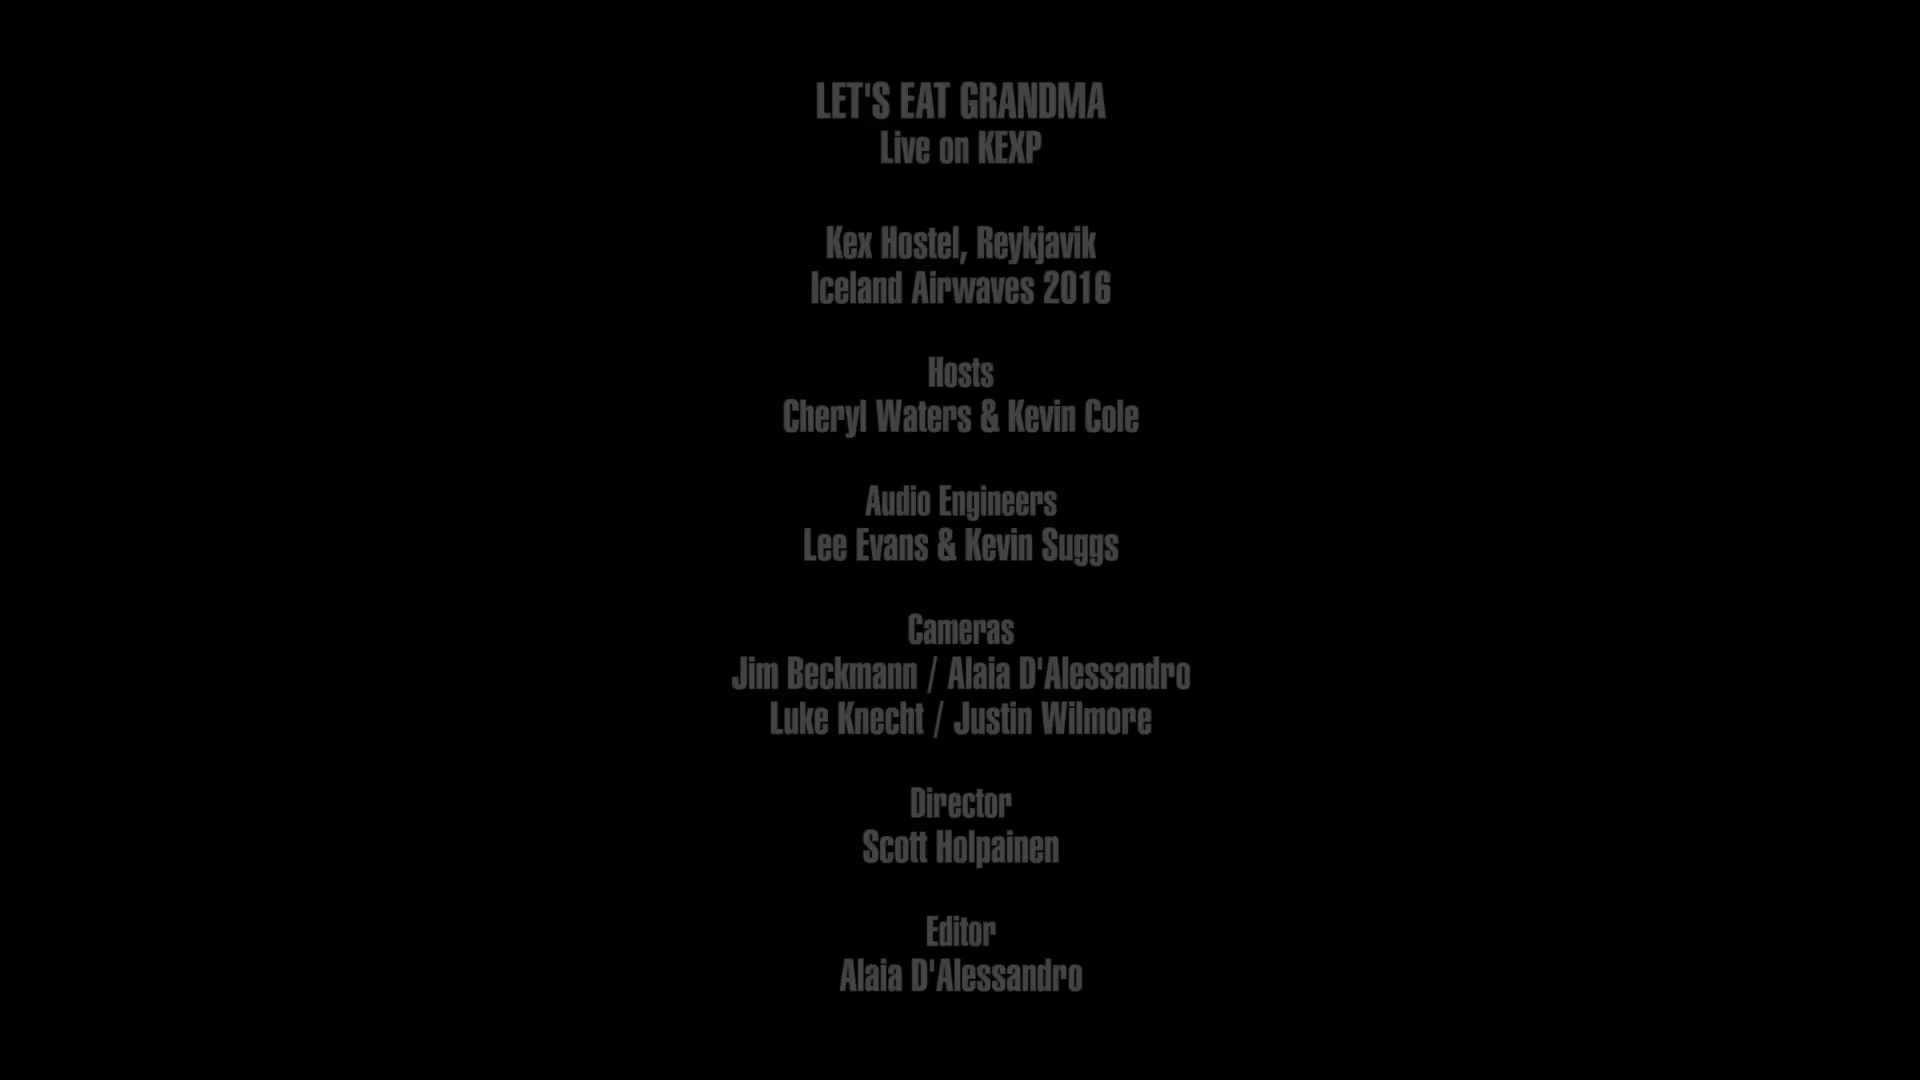 LET'S EAT GRANDMA
Live on KEXP
Kex Hostel, Reykjavik
Iceland Airwaves 2016
Hosts
Cheryl Waters & Kevin Cole
Audio Engineers
Lee Evans & Kevin Suggs
Cameras
Jim Beckmann / Alaia D'Alessandro
Luke Knecht / Justin Wilmore
Director
Scott Holpainen
Editor
Alaia D'Alessandro